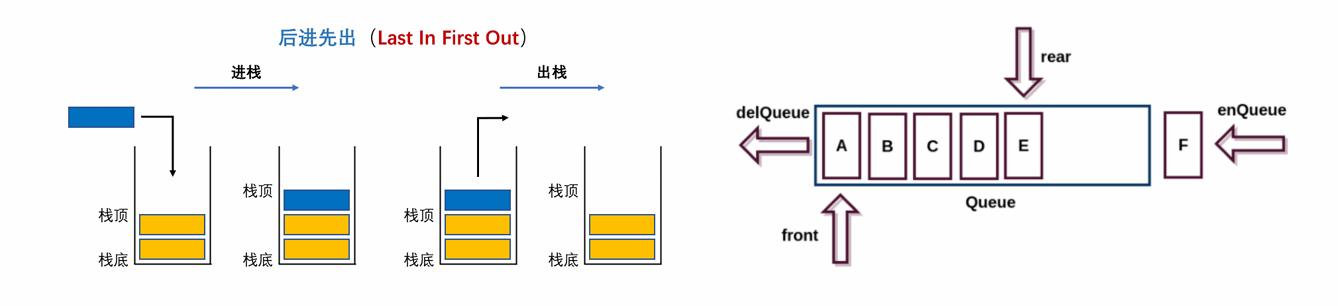 后进先出（Last In First Out）
进栈
出栈
栈顶
栈底
栈顶
栈底
栈顶
栈底
栈顶
栈底
rear
delQueue
enQueue
A
B
C
D
E
F
Queue
front